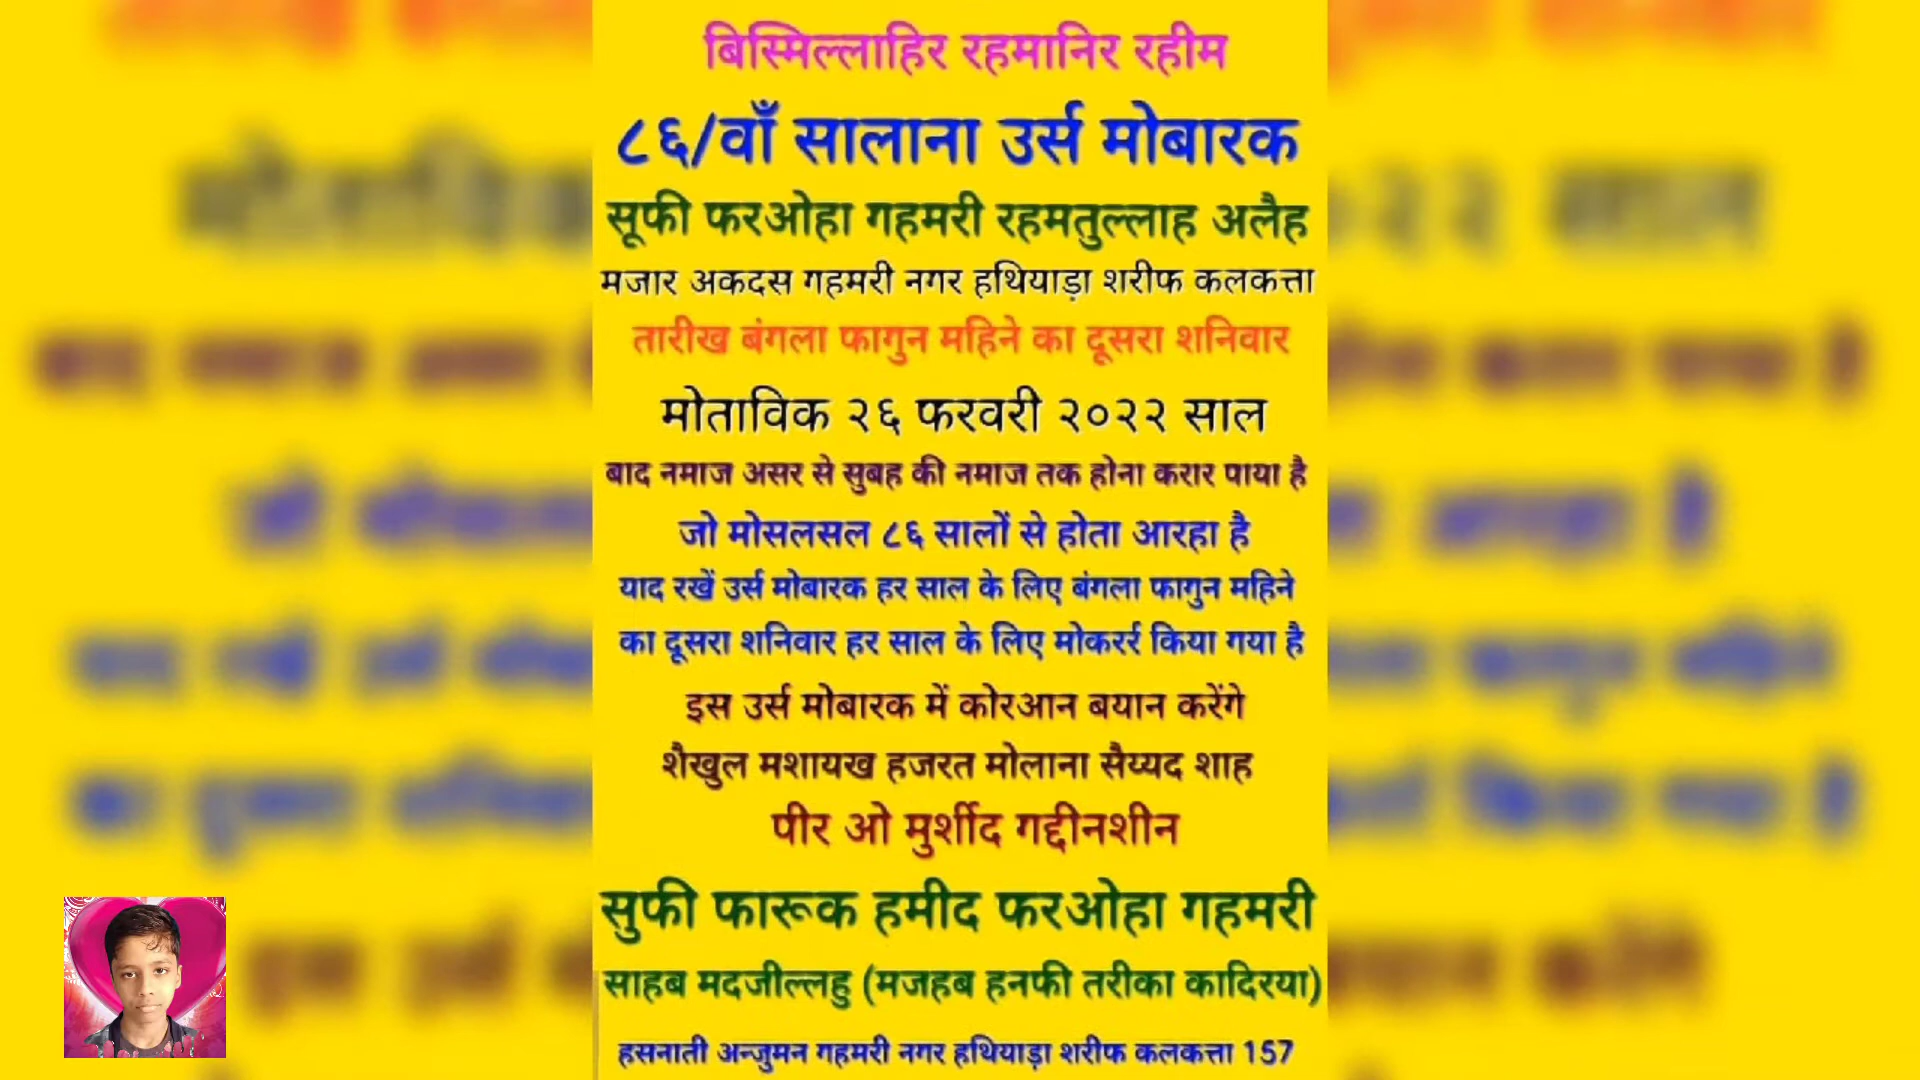 बिस्मिल्लाहिर रहमानिर रहीम
८६/वाँ सालाना उर्स मोबारक
सूफी फरओहा गहमरी रहमतुल्लाह अलैह
मजार अकदस गहमरी नगर हथियाड़ा शरीफ कलकत्ता
तारीख बंगला फागुन महिने का दूसरा शनिवार
मोताविक २६ फरवरी २०२२ साल
बाद नमाज असर से सुबह की नमाज तक होना करार पाया है
जो मोसलसल ८६ सालों से होता आरहा है
याद रखें उर्स मोबारक हर साल के लिए बंगला फागुन महिने
का दूसरा शनिवार हर साल के लिए मोकरर्र किया गया है
इस उर्स मोबारक में कोरआन बयान करेंगे
शैखुल मशायख हजरत मोलाना सैय्यद शाह
पीर ओ मुर्शीद गद्दीनशीन
सुफी फारूक हमीद फरओहा गहमरी
साहब मदजील्लहु (मजहब हनफी तरीका कादिरया)
हसनाती अन्जुमन गहमरी नगर हथियाड़ा शरीफ कलकत्ता 157